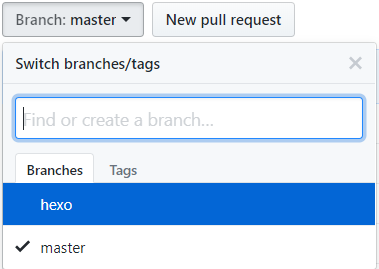 Branch: master New pull request
Switch branches/tags
Find or create a branch...
Branches Tags
hexo
master